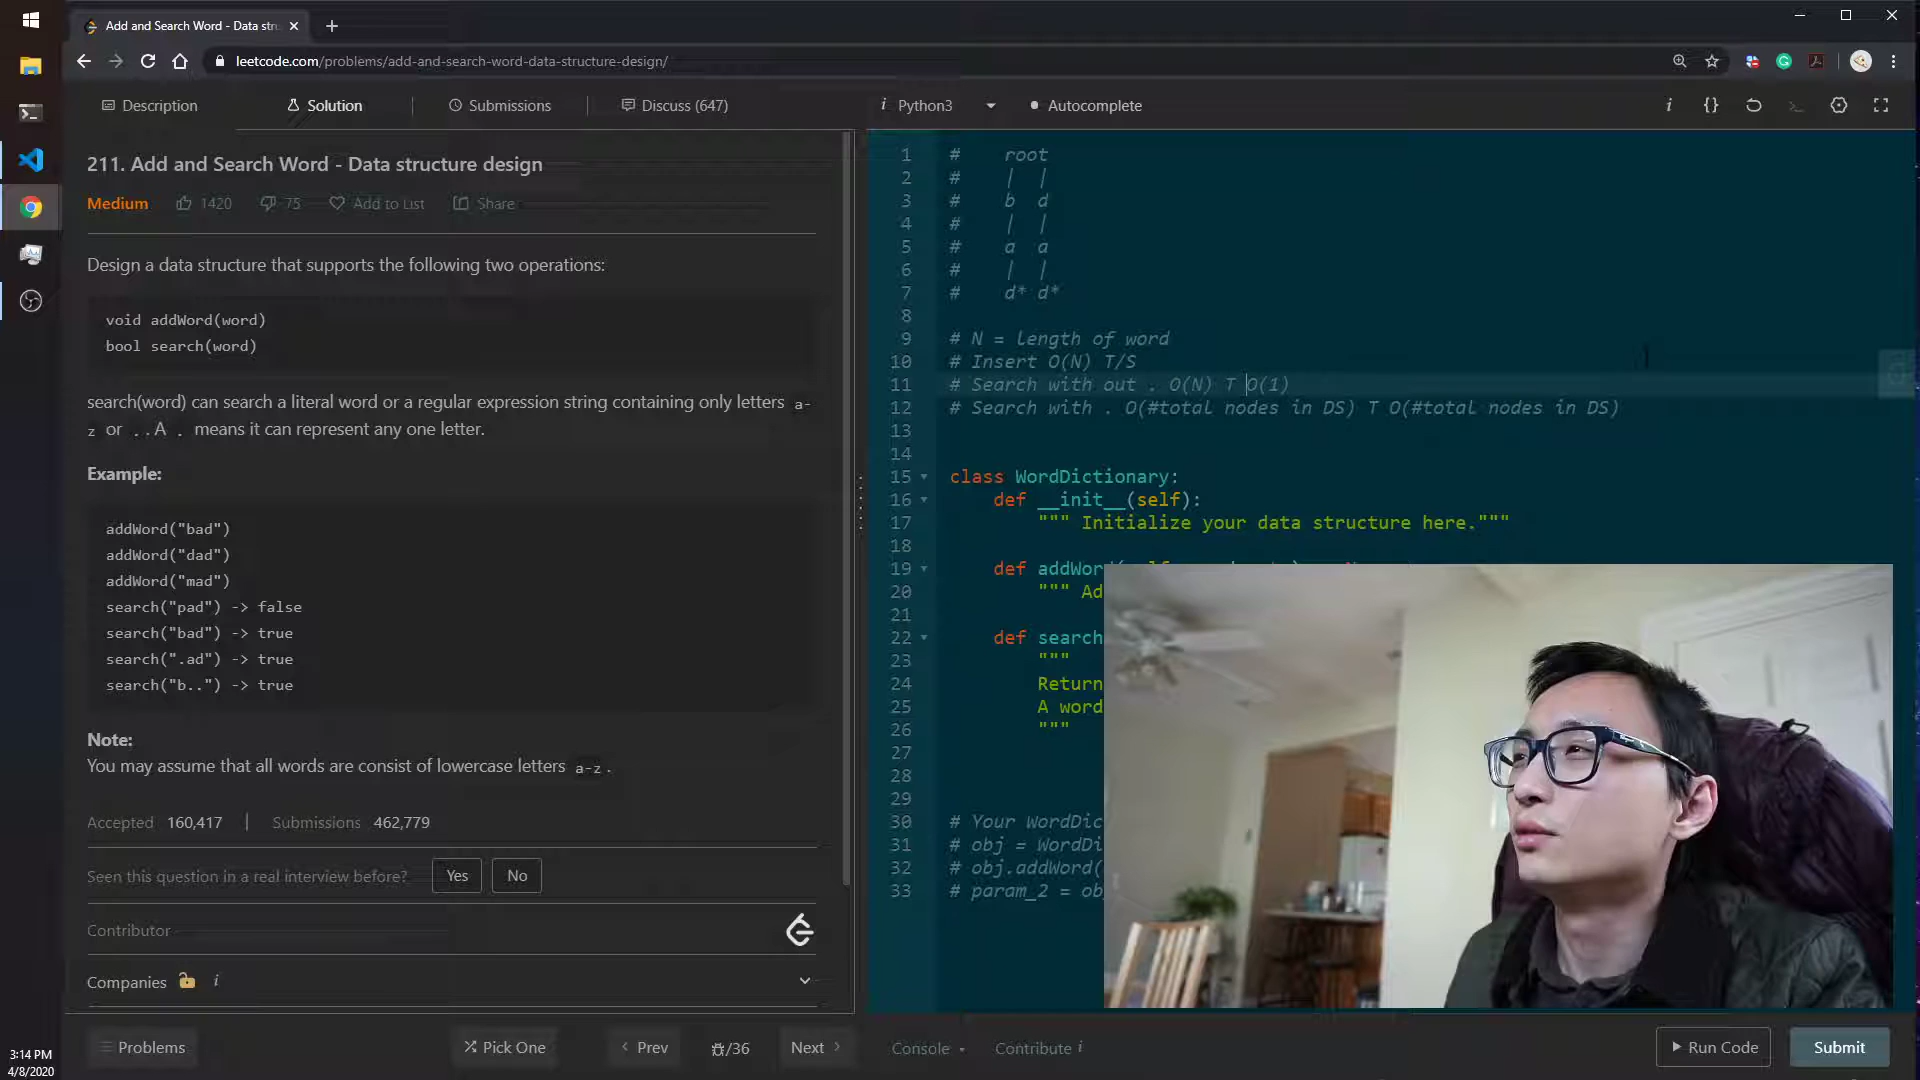 Add and Search Word - Data str
leetcode.com/problems/add-and-search-word-data-structure-design/
Description
Solution
Submissions
Discuss (647)
211. Add and Search Word - Data structure design
Medium
1420
75
Add to List
Share
Design a data structure that supports the following two operations:
void addWord(word)
bool search(word)
search(word) can search a literal word or a regular expression string containing only letters a-
z or . . A . means it can represent any one letter.
Example:
addWord("bad")
addWord("dad")
addWord("mad")
search("pad") -> false
search("bad") -> true
search(".ad") -> true
search("b..") -> true
Note:
You may assume that all words are consist of lowercase letters a-z .
Accepted 160,417 | Submissions 462,779
Seen this question in a real interview before? Yes No
Contributor
Companies i
Problems
Pick One
< Prev
/36
Next >
i Python3
Autocomplete
i {}
1 # root
2 # | |
3 # b d
4 # | |
5 # a a
6 # | |
7 # d* d*
8
9 # N = length of word
10 # Insert O(N) T/S
11 # Search with out . O(N) T O(1)
12 # Search with . O(#total nodes in DS) T O(#total nodes in DS)
13
14
15 class WordDictionary:
16 def __init__(self):
17 """ Initialize your data structure here."""
18
19 def addWor
20 """ Ad
21
22 def search
23 """
24 Return
25 A word
26 """
27
28
29
30 # Your WordDic
31 # obj = WordDi
32 # obj.addWord(
33 # param_2 = ob
Console
Contribute i
Run Code
Submit
3:14 PM
4/8/2020